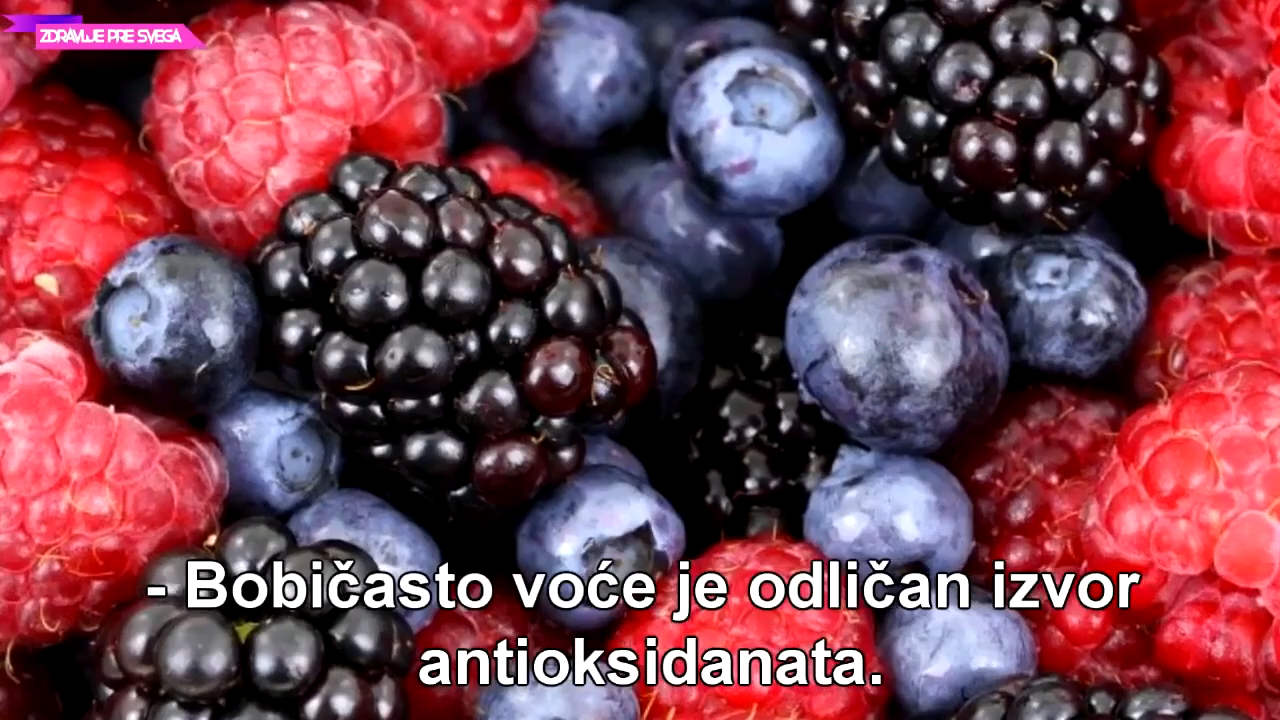 ZDRAVLJE PRE SVEGA
- Bobičasto voće je odličan izvor
antioksidanata.